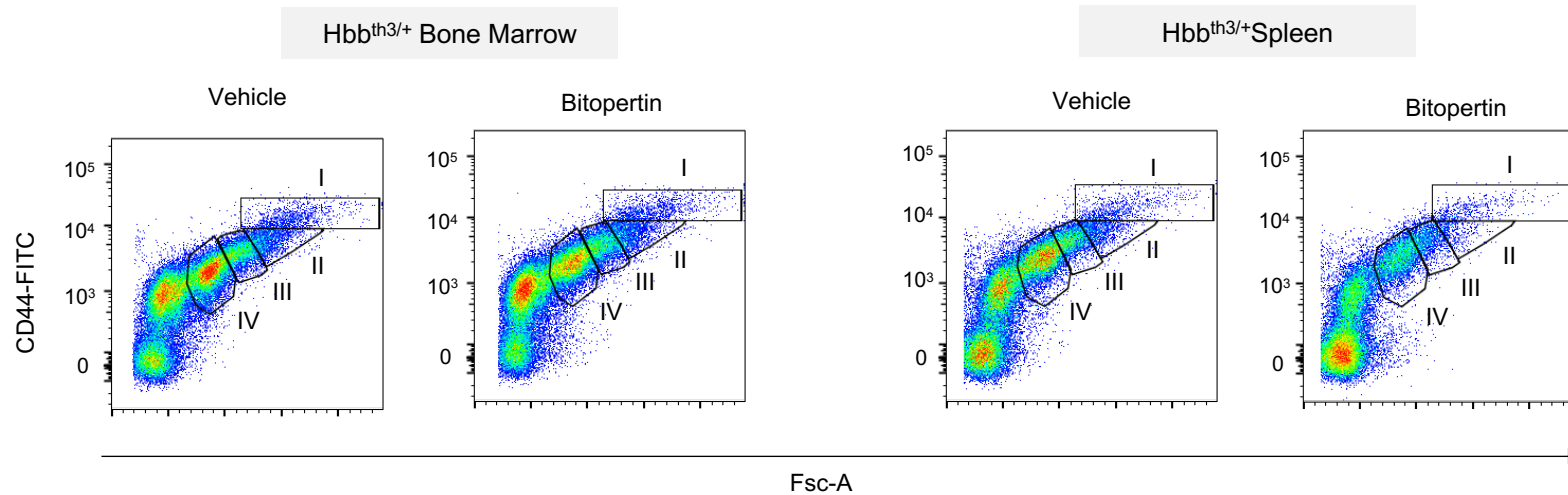 Hbbth3/+ Bone Marrow
Hbbth3/+Spleen
Vehicle
Bitopertin
Vehicle
Bitopertin
CD44-FITC
105
104
103
0
I
II
III
IV
105
104
103
0
I
II
III
IV
105
104
103
0
I
II
III
IV
105
104
103
0
I
II
III
IV
Fsc-A